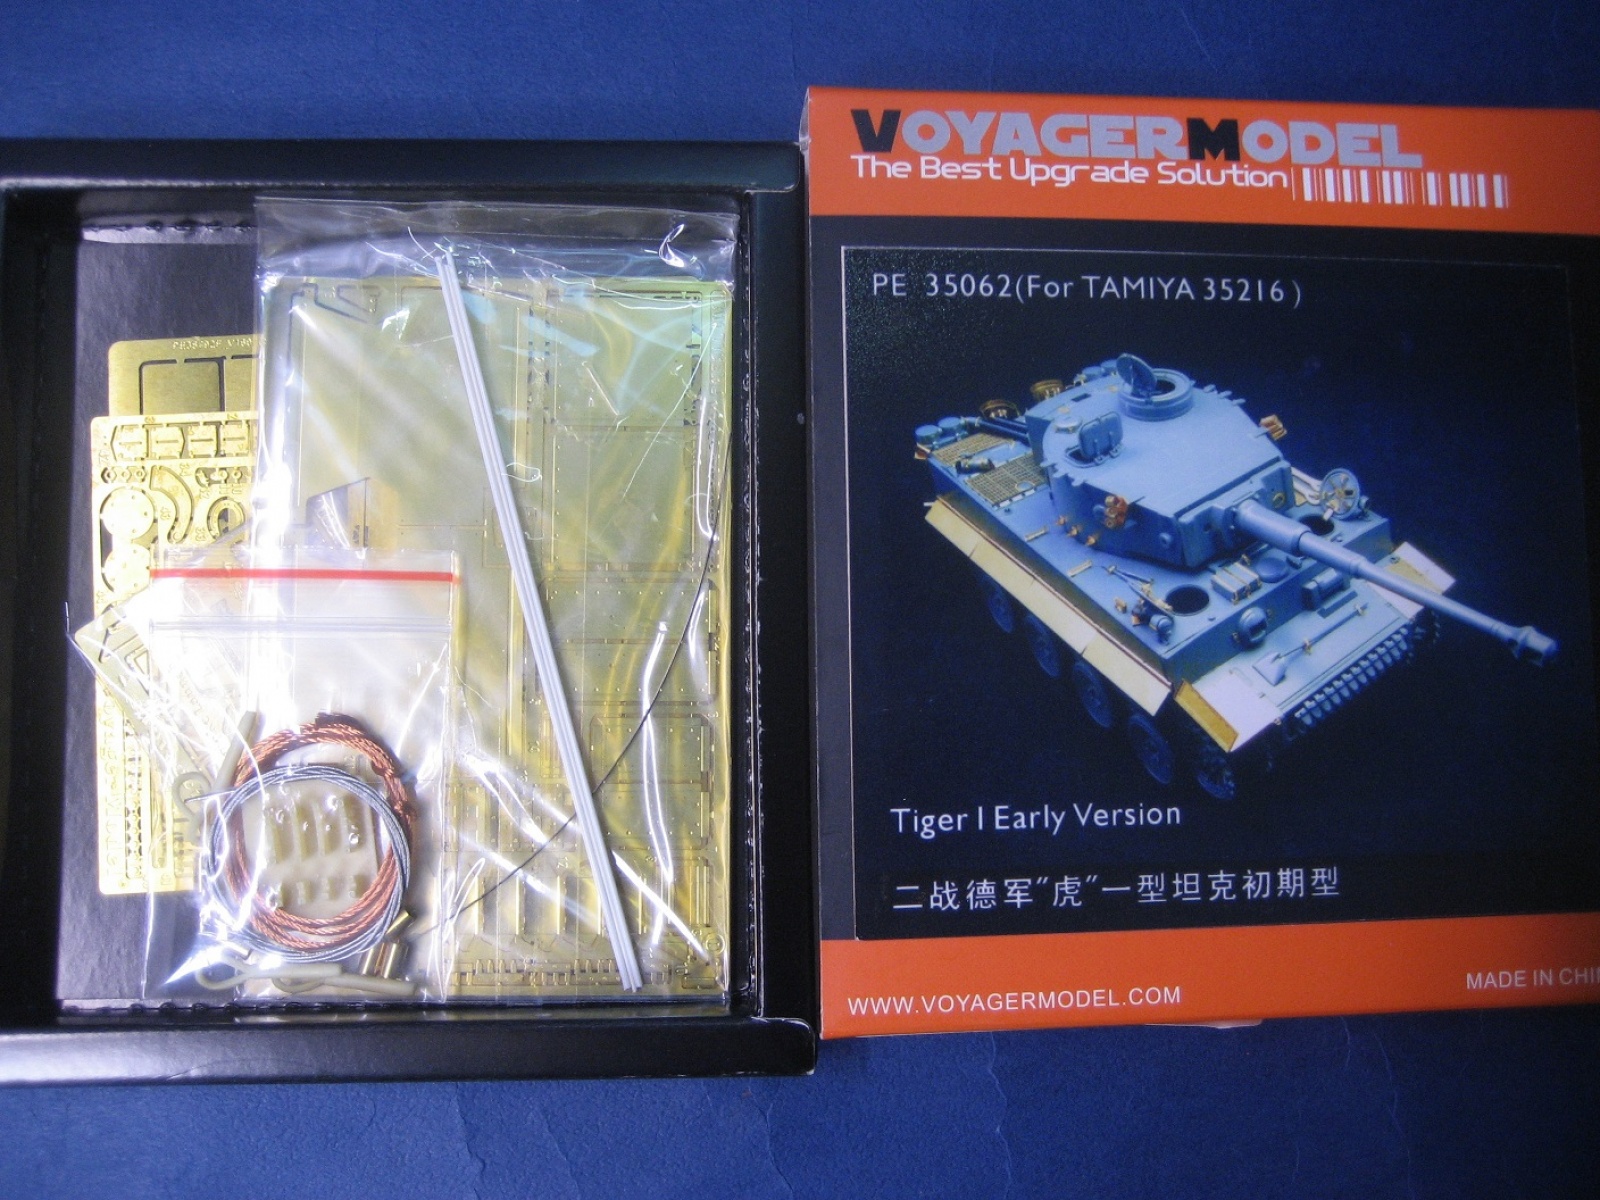 VOYAGERMODEL
The Best Upgrade Solution
PE 35062(For TAMIYA 35216)
Tiger I Early Version
二战德军"虎"一型坦克初期型
WWW.VOYAGERMODEL.COM
MADE IN CHI